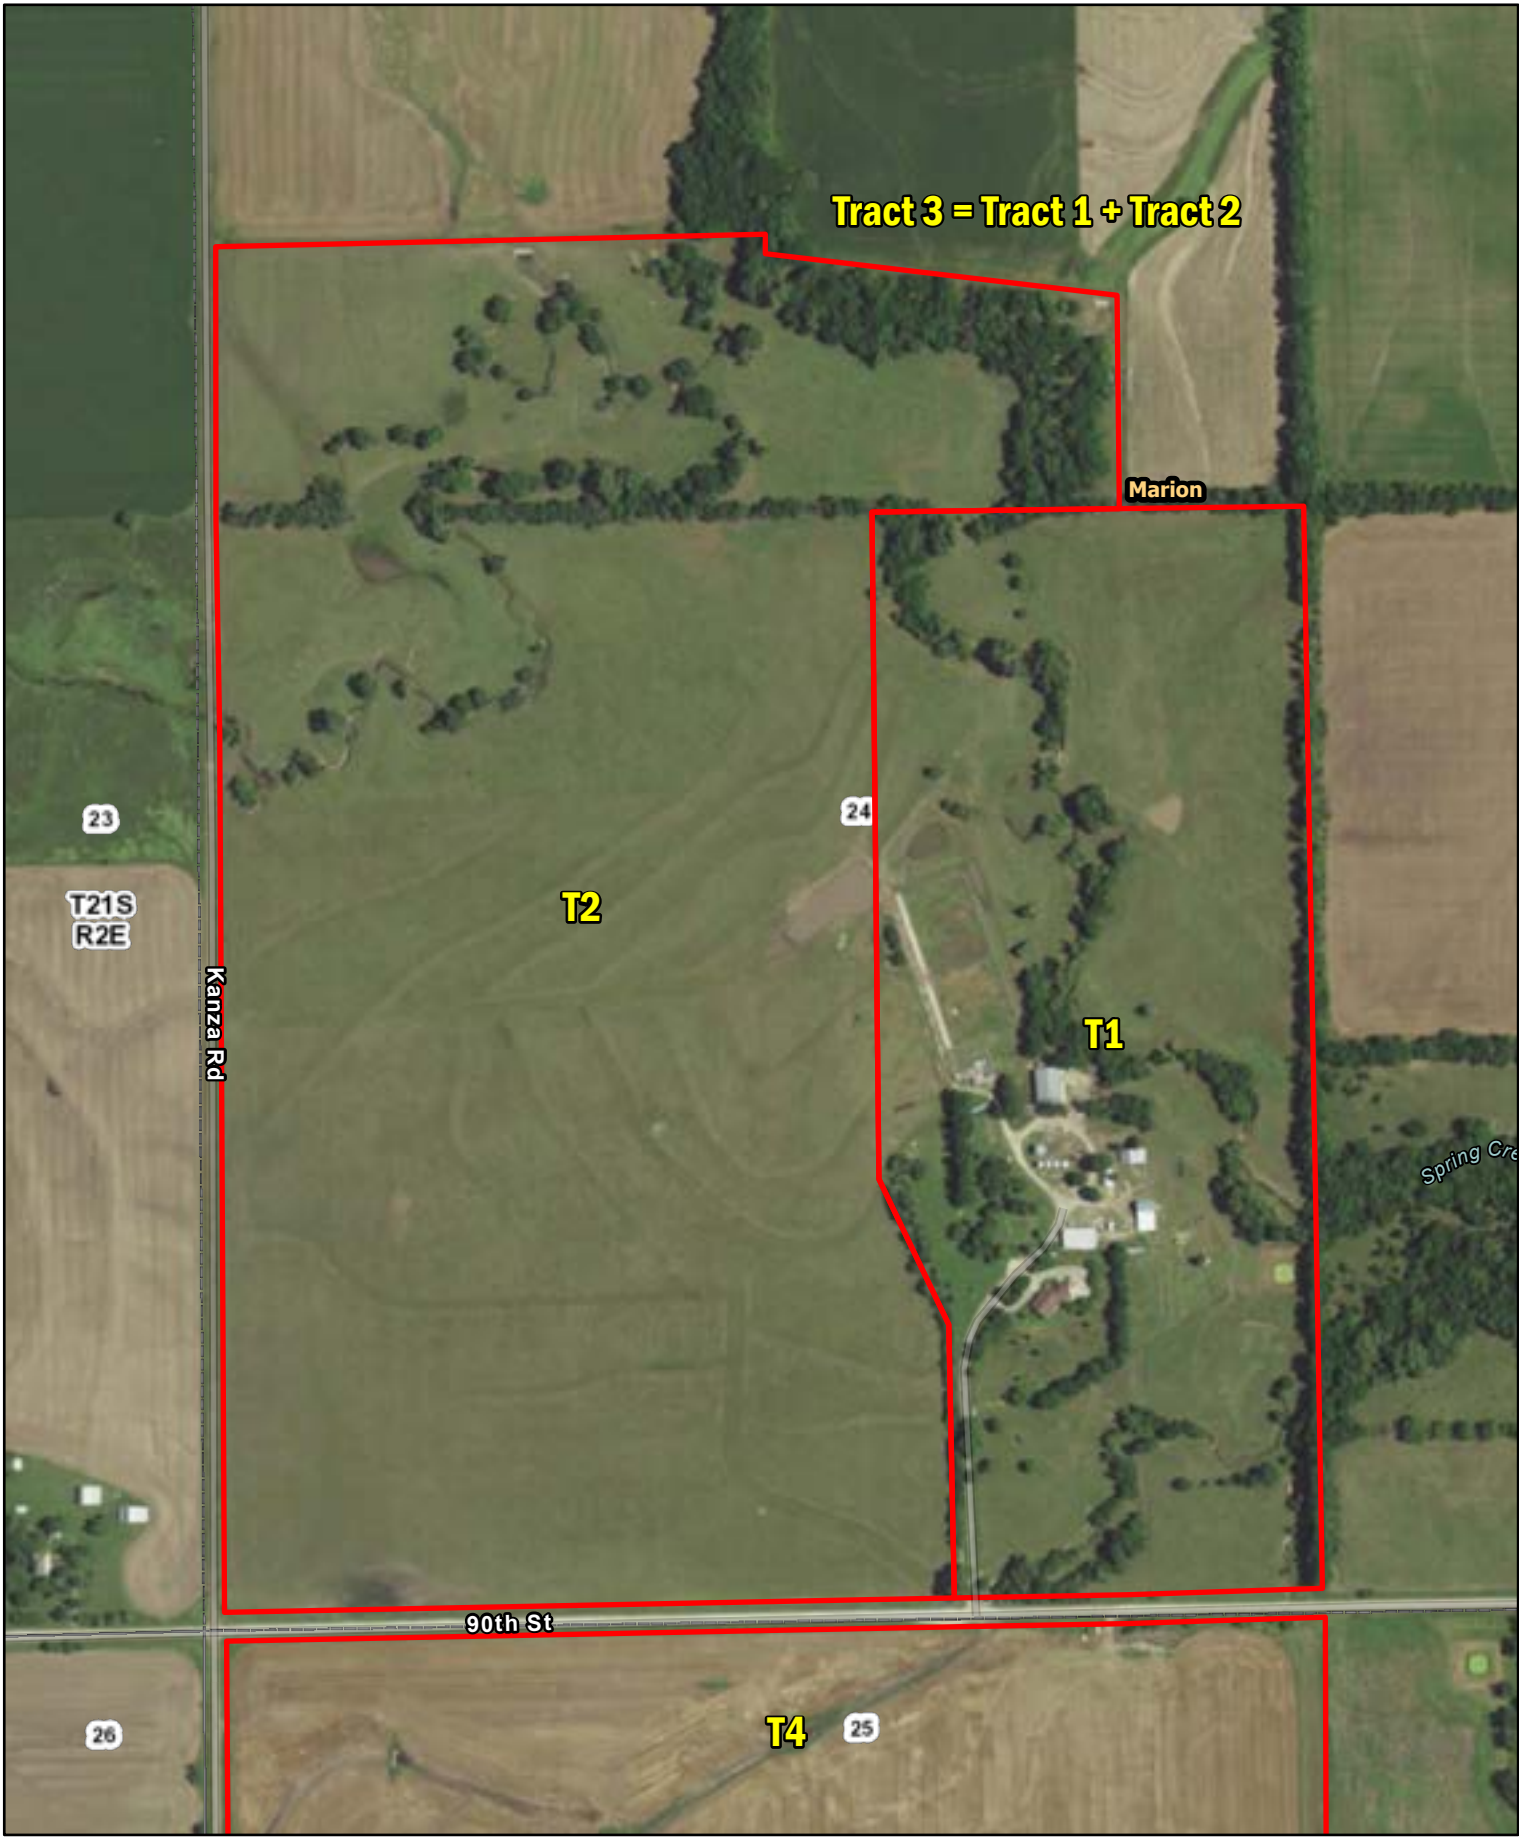 Tract 3 = Tract 1 + Tract 2
Marion
23
24
T21S
R2E
T2
Kanza Rd
T1
Spring Cre
90th St
26
T4
25